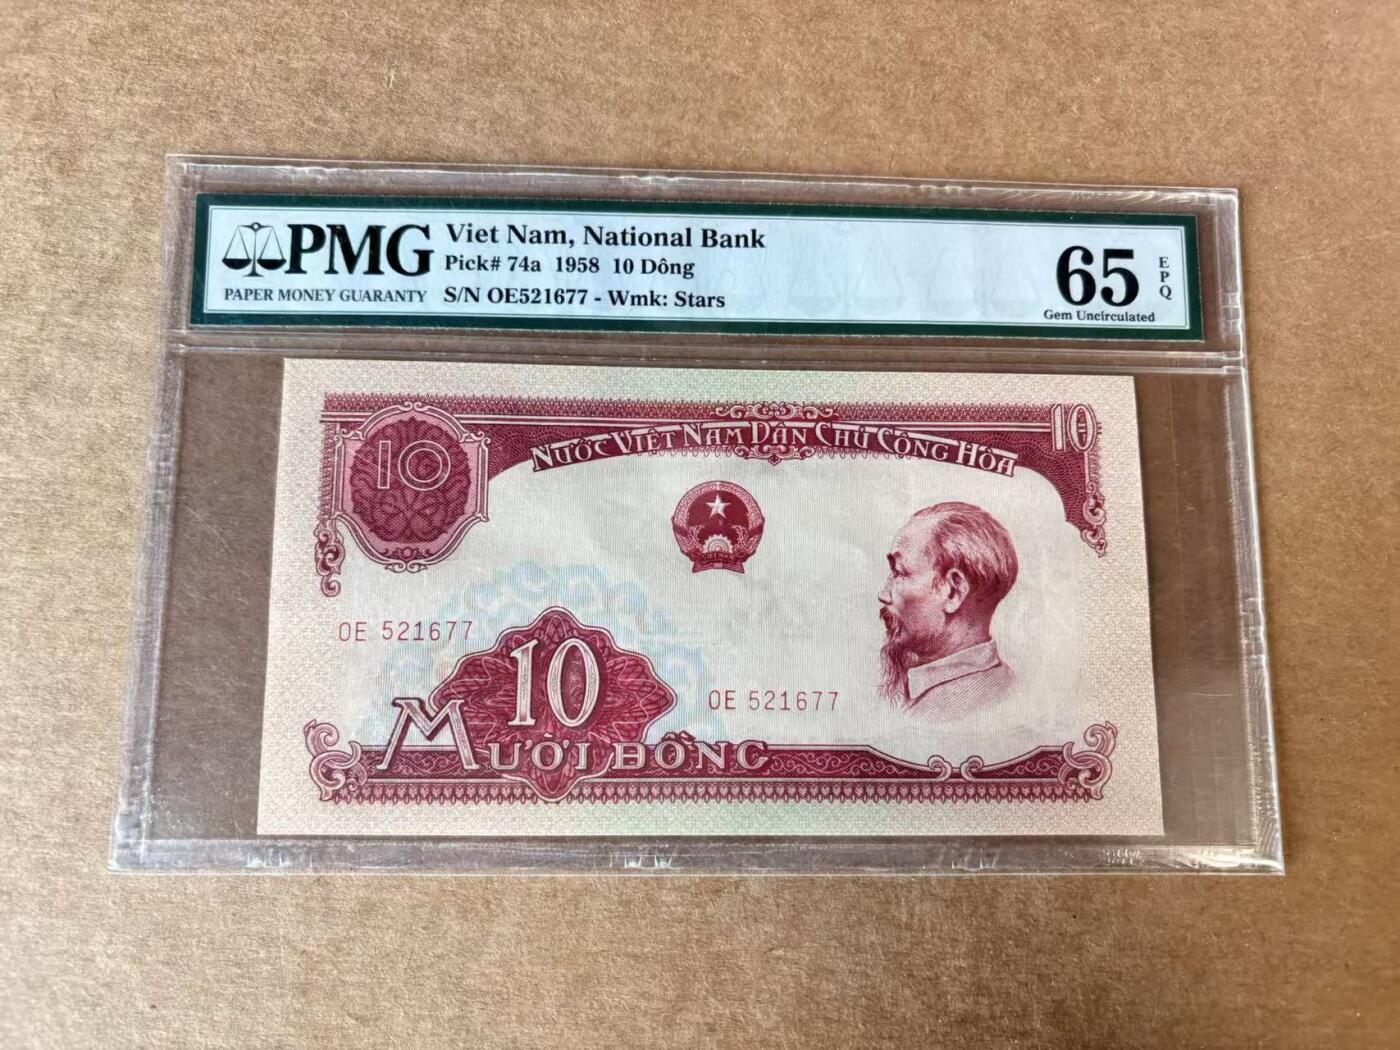 PMG
PAPER MONEY GUARANTY
Viet Nam, National Bank
Pick# 74a 1958 10 Dông
S/N OE521677 - Wmk: Stars
65
EPQ
Gem Uncirculated
10
NƯỚC VIỆT NAM DÂN CHỦ CỘNG HÒA
10
OE 521677
10
OE 521677
MƯỜI ĐỒNG